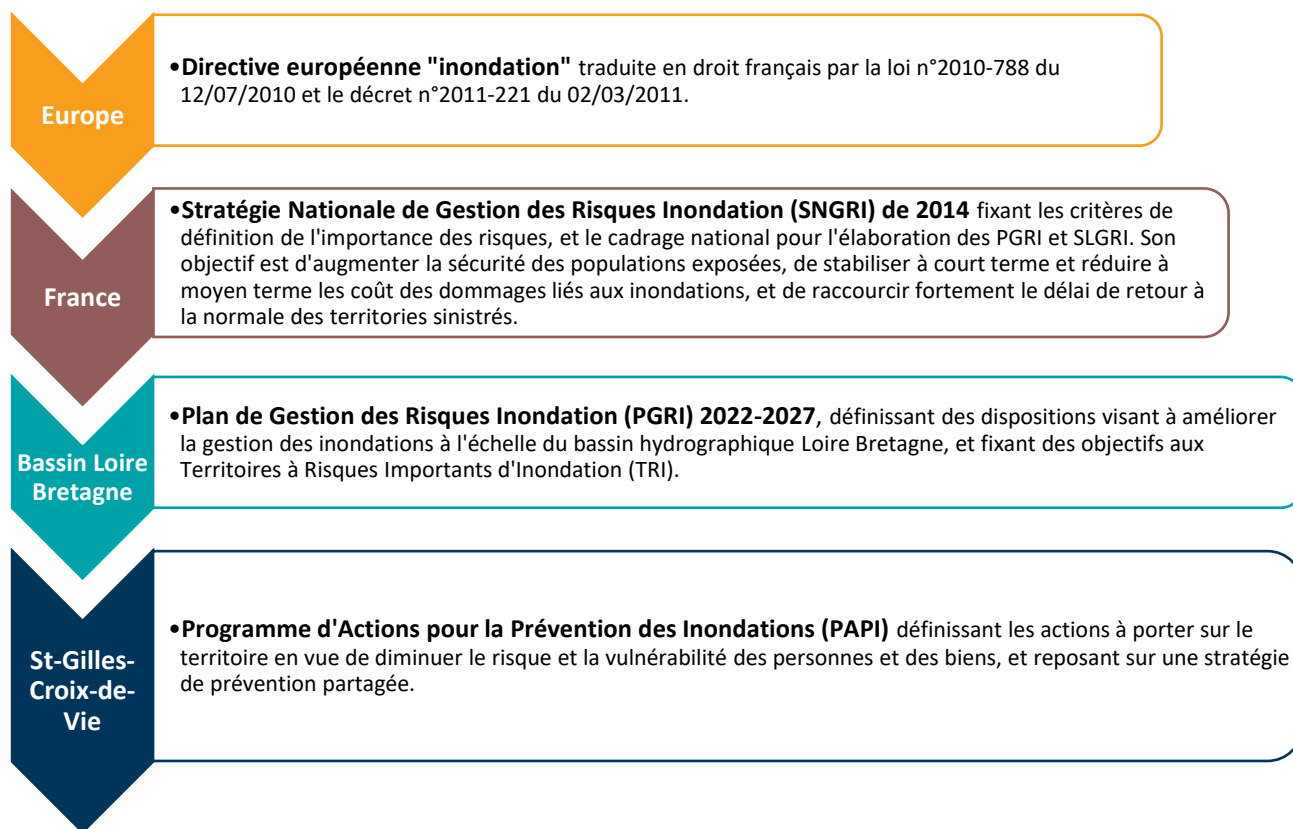 Europe
•Directive européenne "inondation" traduite en droit français par la loi n°2010-788 du
12/07/2010 et le décret n°2011-221 du 02/03/2011.
France
•Stratégie Nationale de Gestion des Risques Inondation (SNGRI) de 2014 fixant les critères de
définition de l'importance des risques, et le cadrage national pour l'élaboration des PGRI et SLGRI. Son
objectif est d'augmenter la sécurité des populations exposées, de stabiliser à court terme et réduire à
moyen terme les coût des dommages liés aux inondations, et de raccourcir fortement le délai de retour à
la normale des territories sinistrés.
Bassin Loire
Bretagne
•Plan de Gestion des Risques Inondation (PGRI) 2022-2027, définissant des dispositions visant à améliorer
la gestion des inondations à l'échelle du bassin hydrographique Loire Bretagne, et fixant des objectifs aux
Territoires à Risques Importants d'Inondation (TRI).
St-Gilles-
Croix-de-
Vie
•Programme d'Actions pour la Prévention des Inondations (PAPI) définissant les actions à porter sur le
territoire en vue de diminuer le risque et la vulnérabilité des personnes et des biens, et reposant sur une stratégie
de prévention partagée.